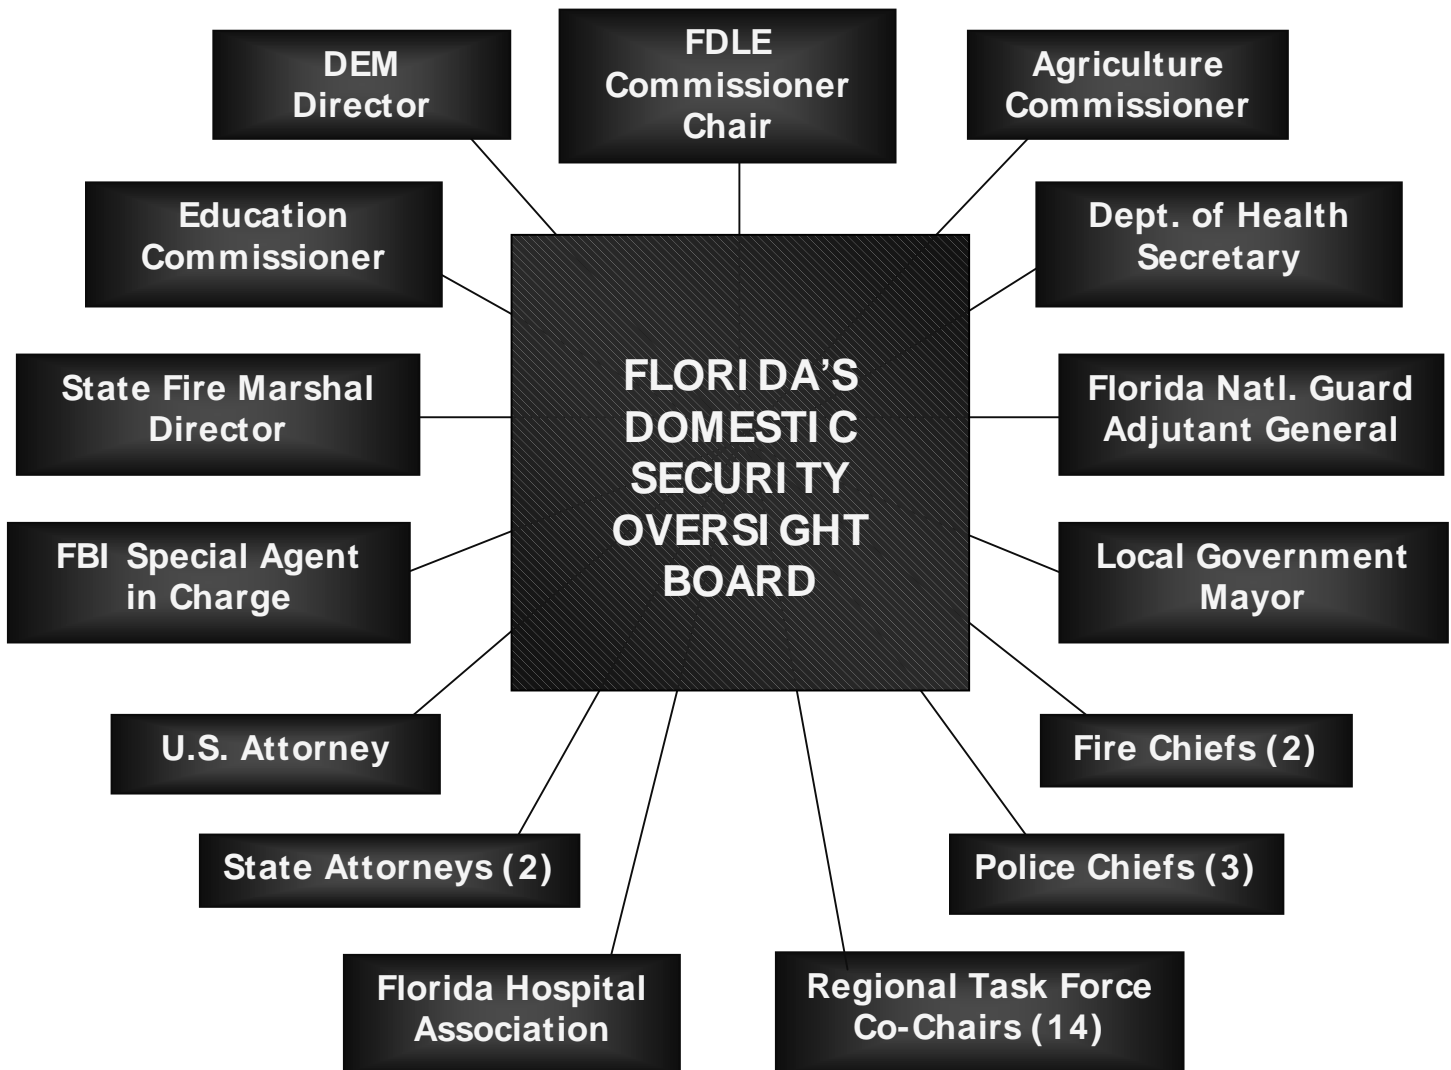 DEM
Director
FDLE
Commissioner
Chair
Agriculture
Commissioner
Education
Commissioner
Dept. of Health
Secretary
State Fire Marshal
Director
FLORIDA’S
DOMESTIC
SECURITY
OVERSIGHT
BOARD
Florida Natl. Guard
Adjutant General
FBI Special Agent
in Charge
Local Government
Mayor
U.S. Attorney
Fire Chiefs (2)
State Attorneys (2)
Police Chiefs (3)
Florida Hospital
Association
Regional Task Force
Co-Chairs (14)